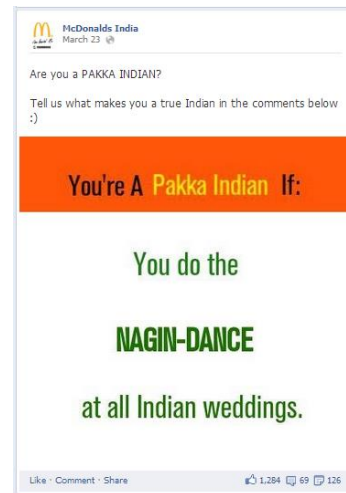 McDonalds India
March 23
Are you a PAKKA INDIAN?
Tell us what makes you a true Indian in the comments below
:)
You're A Pakka Indian If:
You do the
NAGIN-DANCE
at all Indian weddings.
Like · Comment · Share 1,284 69 126